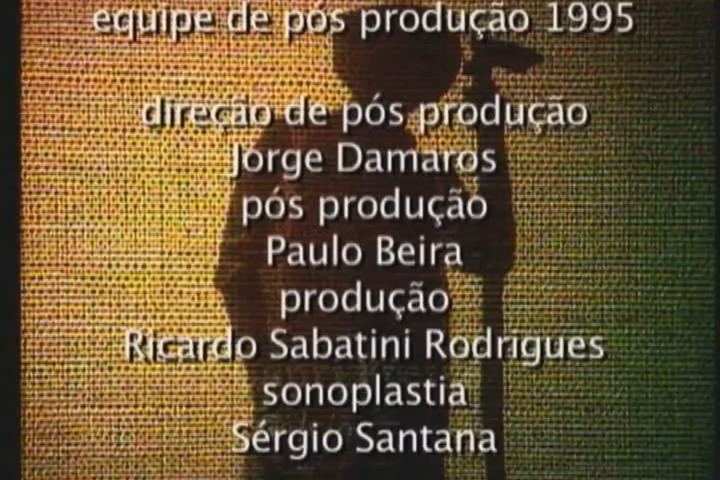 equipe de pós produção 1995
direção de pós produção
Jorge Damaros
pós produção
Paulo Beira
produção
Ricardo Sabatini Rodrigues
sonoplastia
Sérgio Santana